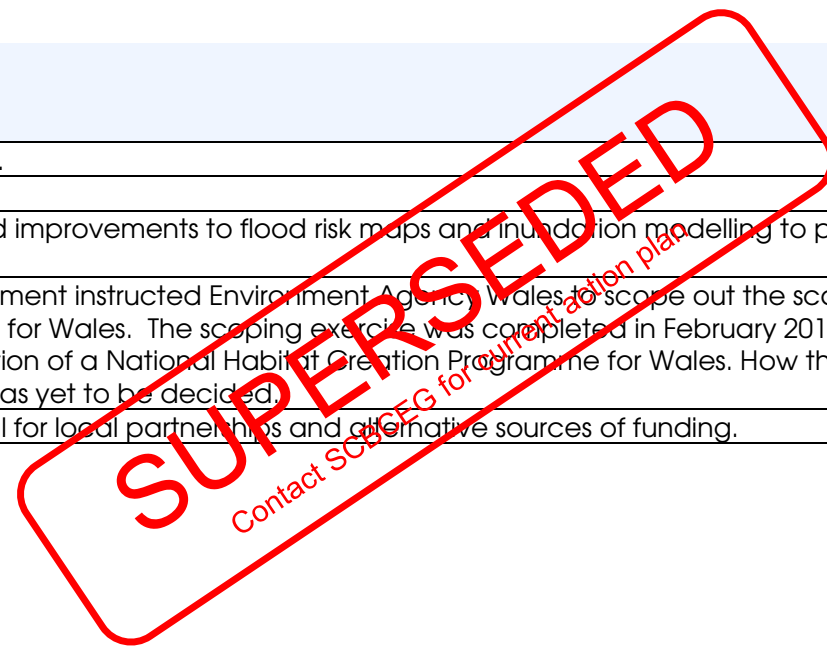 .
d improvements to flood risk maps and inundation modelling to p
ment instructed Environment Agency Wales to scope out the sco
for Wales. The scoping exercise was completed in February 201
tion of a National Habitat Creation Programme for Wales. How th
as yet to be decided.
l for local partnerships and alternative sources of funding.
SUPERSEDED
Contact SCBCEG for current action plan